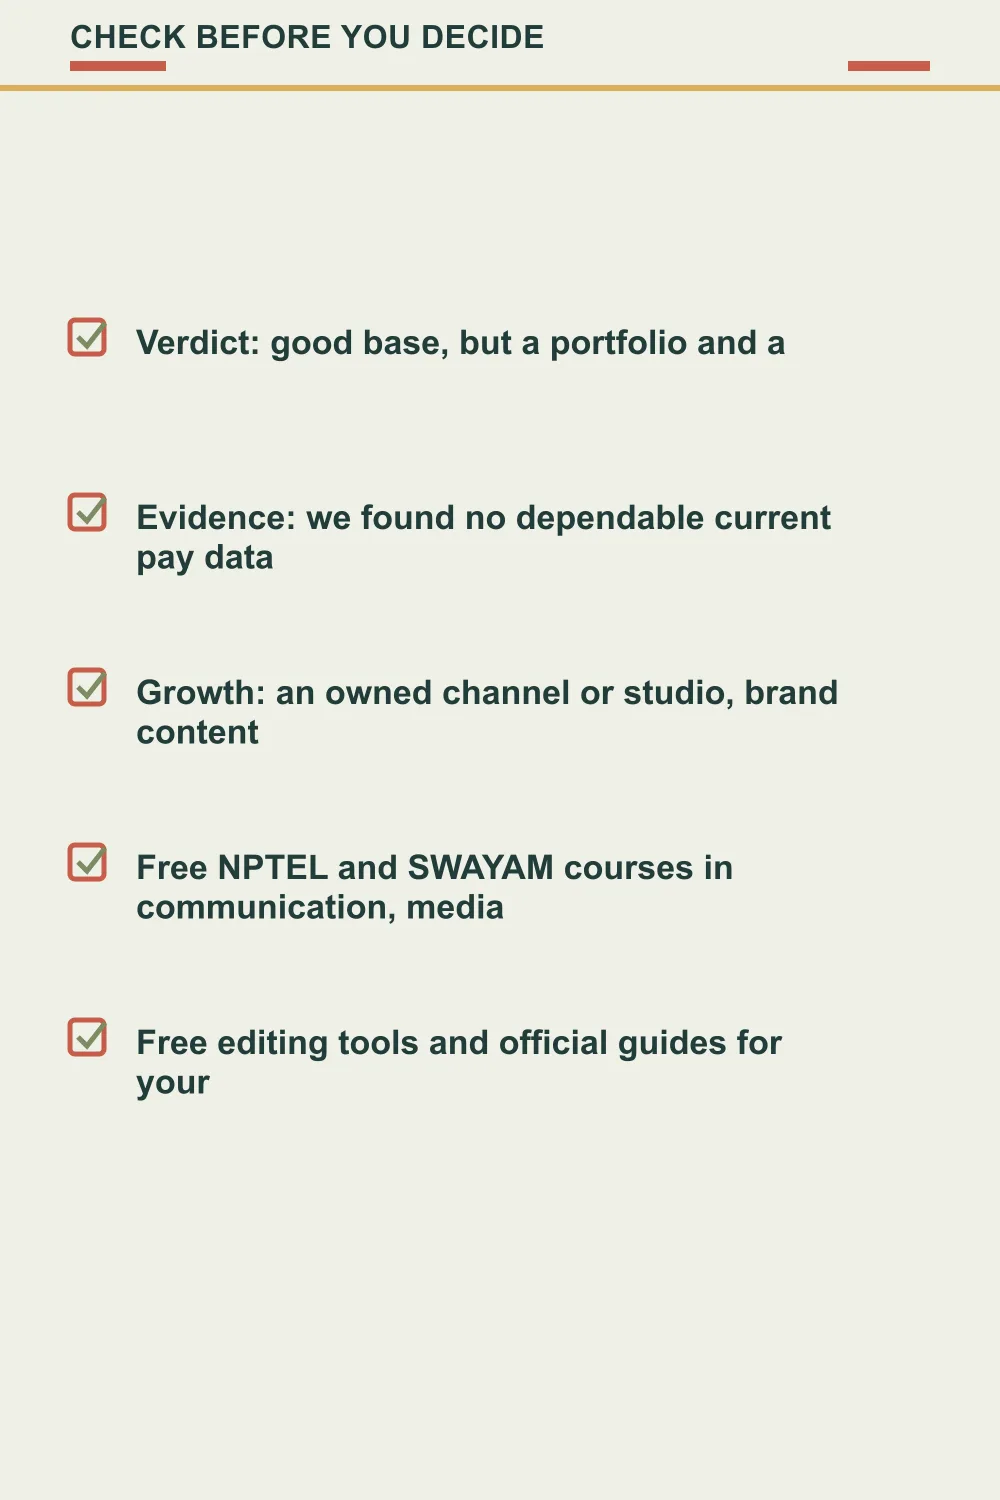 CHECK BEFORE YOU DECIDE
Verdict: good base, but a portfolio and a
Evidence: we found no dependable current
pay data
Growth: an owned channel or studio, brand
content
Free NPTEL and SWAYAM courses in
communication, media
Free editing tools and official guides for
your